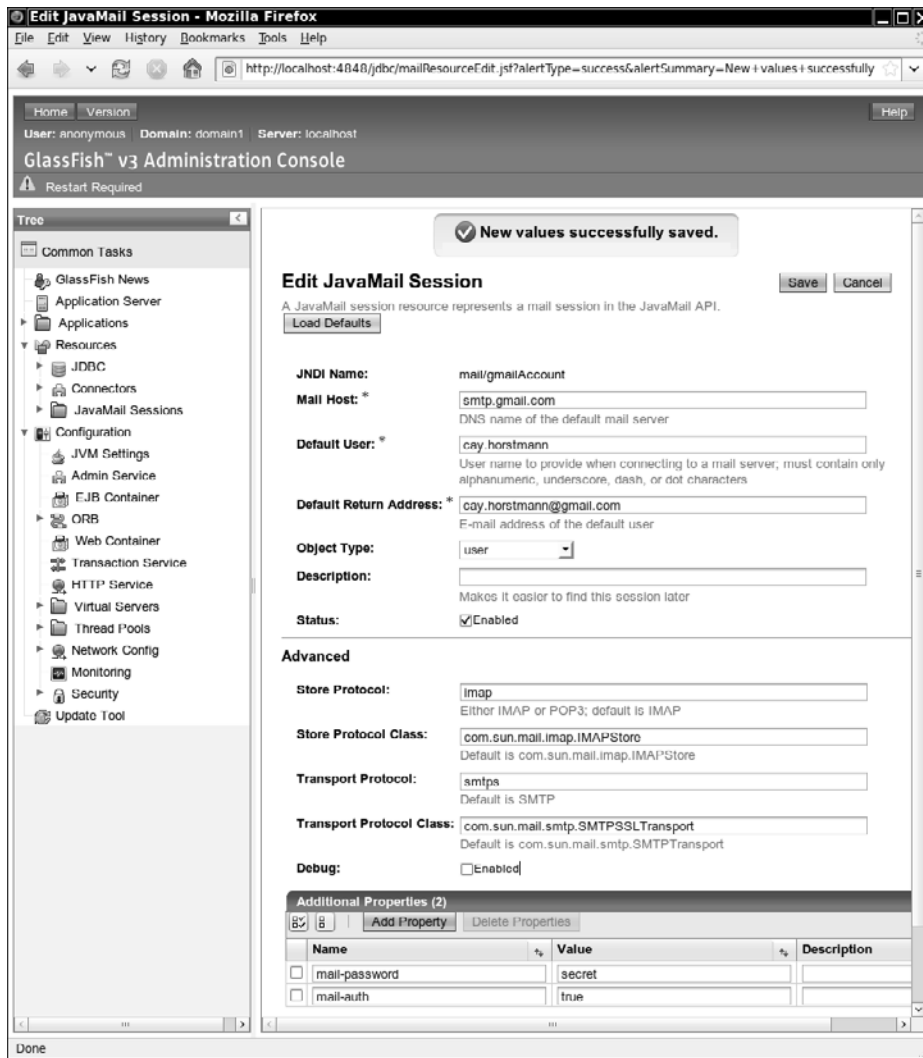 Edit JavaMail Session - Mozilla Firefox
File Edit View History Bookmarks Tools Help
http://localhost:4848/jdbc/mailResourceEdit.jsf?alertType=success&alertSummary=New+values+successfully
Home Version Help
User: anonymous Domain: domain1 Server: localhost
GlassFish™ v3 Administration Console
Restart Required
Tree
Common Tasks
GlassFish News
Application Server
Applications
Resources
JDBC
Connectors
JavaMail Sessions
Configuration
JVM Settings
Admin Service
EJB Container
ORB
Web Container
Transaction Service
HTTP Service
Virtual Servers
Thread Pools
Network Config
Monitoring
Security
Update Tool
New values successfully saved.
Edit JavaMail Session Save Cancel
A JavaMail session resource represents a mail session in the JavaMail API.
Load Defaults
JNDI Name: mail/gmailAccount
Mail Host: * smtp.gmail.com
DNS name of the default mail server
Default User: * cay.horstmann
User name to provide when connecting to a mail server; must contain only
alphanumeric, underscore, dash, or dot characters
Default Return Address: * cay.horstmann@gmail.com
E-mail address of the default user
Object Type: user
Description:
Makes it easier to find this session later
Status: Enabled
Advanced
Store Protocol: imap
Either IMAP or POP3; default is IMAP
Store Protocol Class: com.sun.mail.imap.IMAPStore
Default is com.sun.mail.imap.IMAPStore
Transport Protocol: smtps
Default is SMTP
Transport Protocol Class: com.sun.mail.smtp.SMTPSSLTransport
Default is com.sun.mail.smtp.SMTPTransport
Debug: Enabled
Additional Properties (2)
Add Property Delete Properties
Name Value Description
mail-password secret
mail-auth true
Done